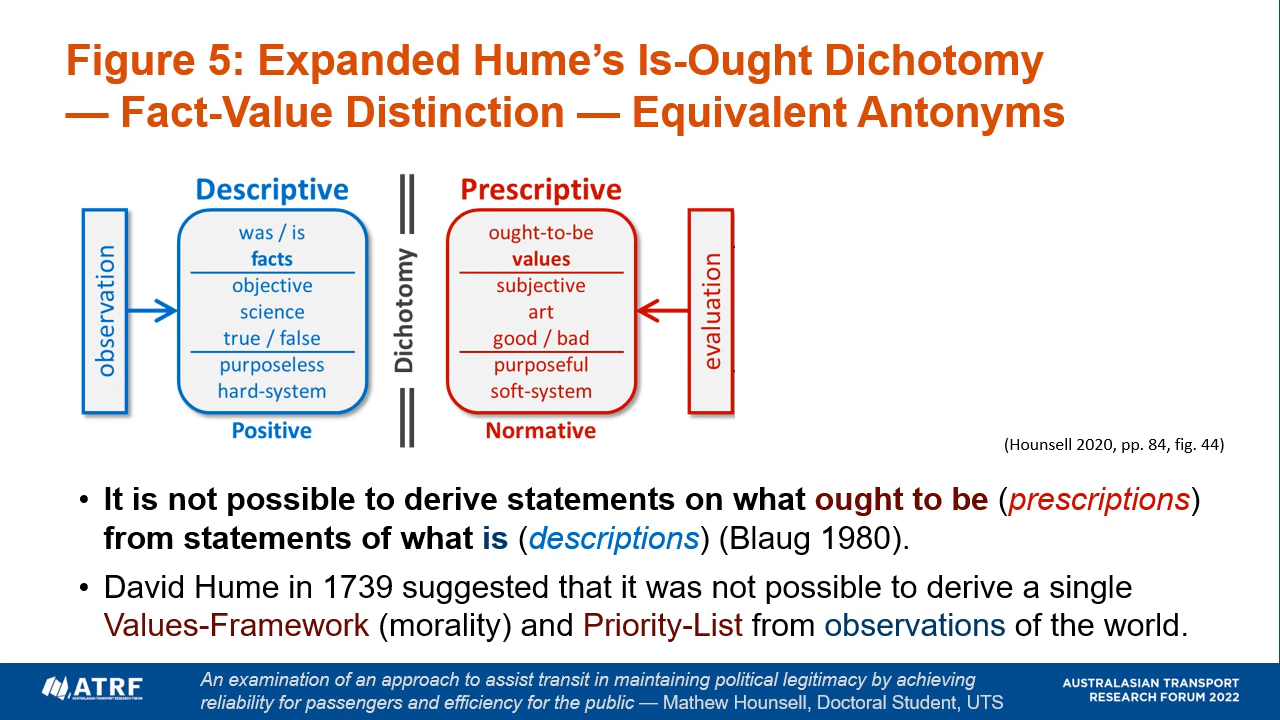 Figure 5: Expanded Hume’s Is-Ought Dichotomy
— Fact-Value Distinction — Equivalent Antonyms
observation
Descriptive
was / is
facts
objective
science
true / false
purposeless
hard-system
Positive
Dichotomy
Prescriptive
ought-to-be
values
subjective
art
good / bad
purposeful
soft-system
Normative
evaluation
(Hounsell 2020, pp. 84, fig. 44)
• It is not possible to derive statements on what ought to be (prescriptions)
from statements of what is (descriptions) (Blaug 1980).
• David Hume in 1739 suggested that it was not possible to derive a single
Values-Framework (morality) and Priority-List from observations of the world.
ATRF
AUSTRALASIAN TRANSPORT RESEARCH FORUM
An examination of an approach to assist transit in maintaining political legitimacy by achieving
reliability for passengers and efficiency for the public — Mathew Hounsell, Doctoral Student, UTS
AUSTRALASIAN TRANSPORT
RESEARCH FORUM 2022